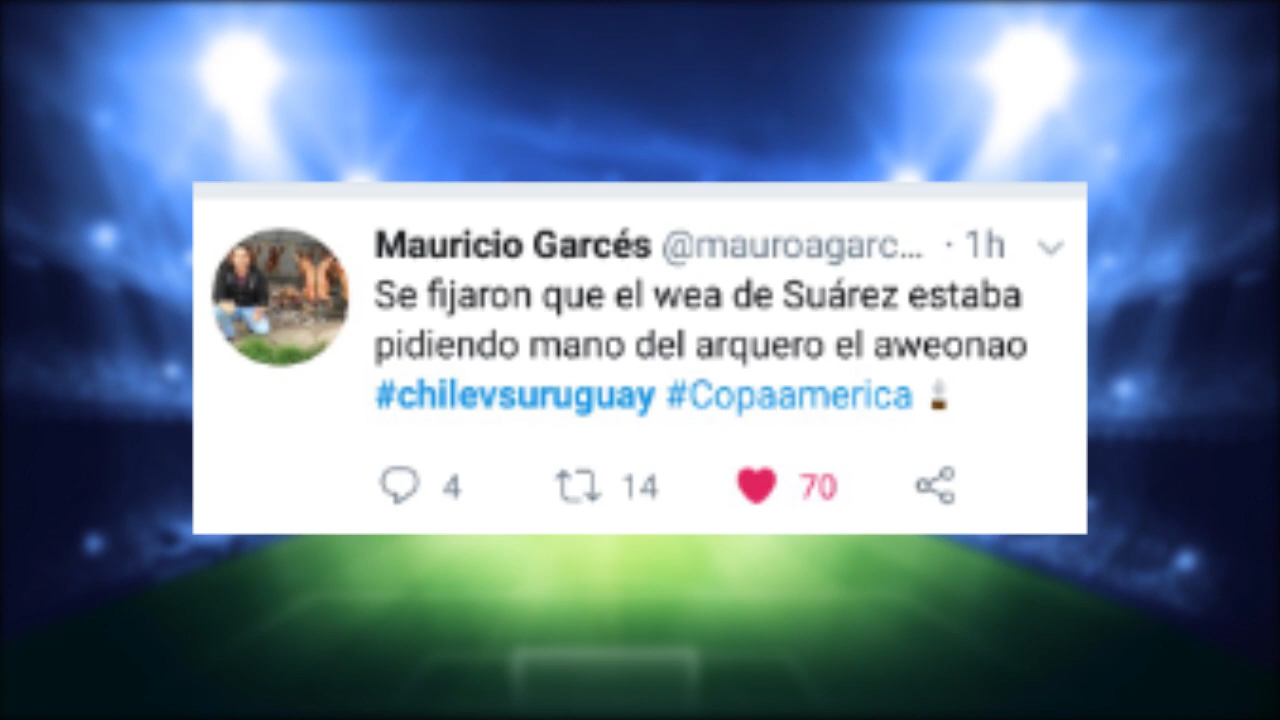 Mauricio Garcés @mauroagarc... · 1h
Se fijaron que el wea de Suárez estaba
pidiendo mano del arquero el aweonao
#chilevsuruguay #Copaamerica
4 14 70